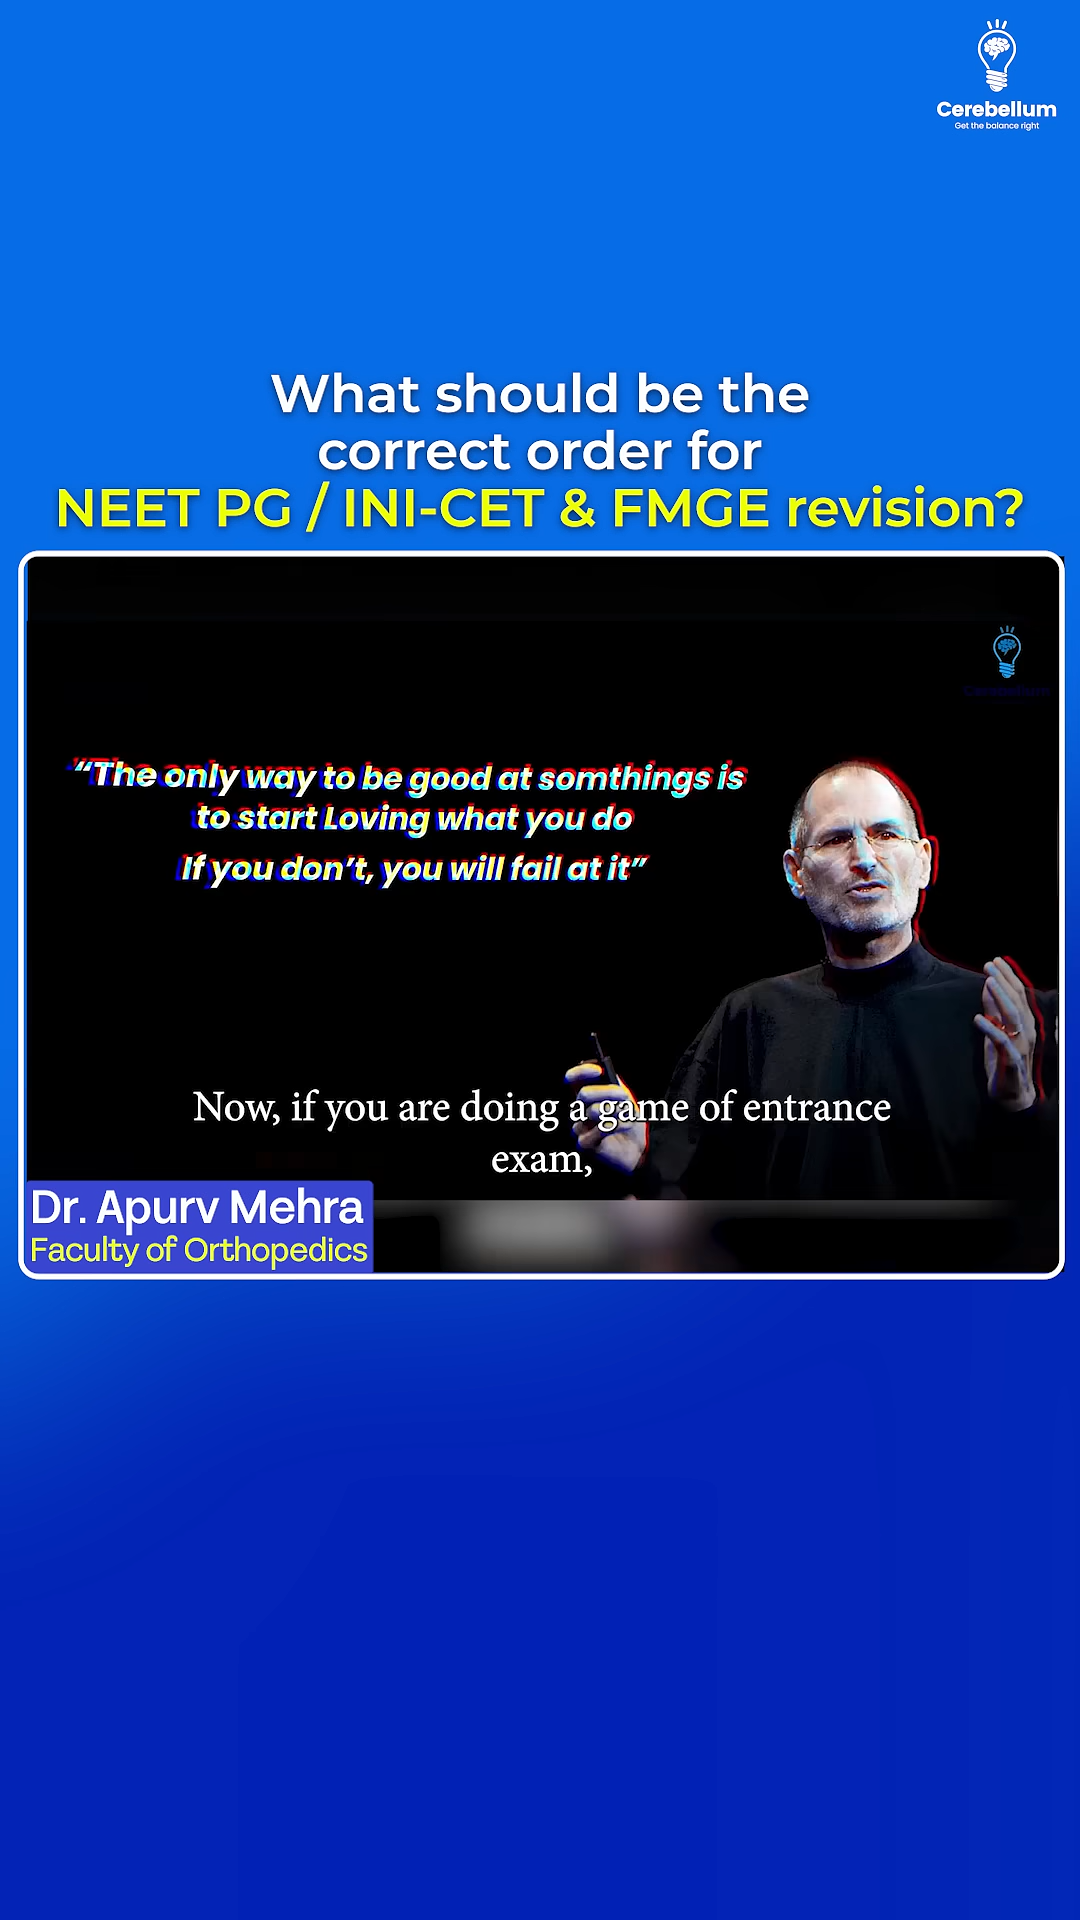 Cerebellum
Get the balance right
What should be the
correct order for
NEET PG / INI-CET & FMGE revision?
Cerebellum
“The only way to be good at somthings is
to start Loving what you do
If you don’t, you will fail at it”
Now, if you are doing a game of entrance
exam,
Dr. Apurv Mehra
Faculty of Orthopedics